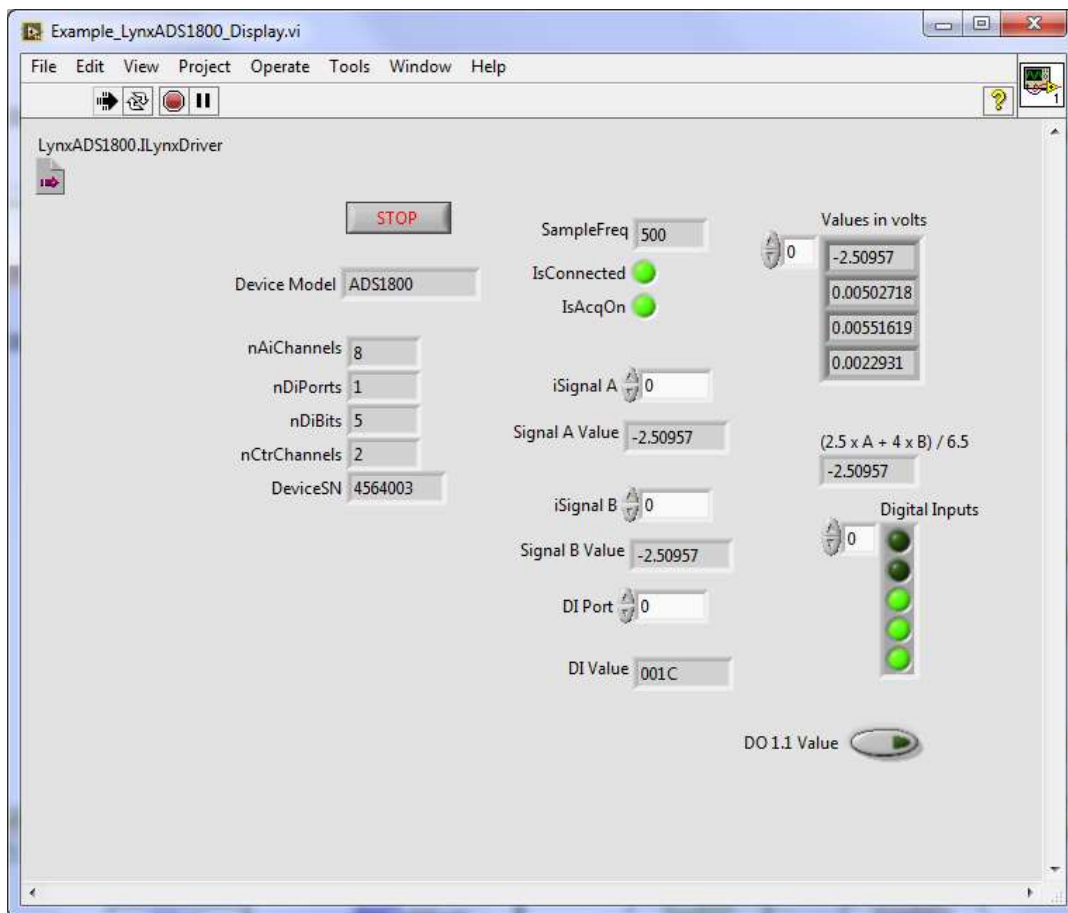 Example_LynxADS1800_Display.vi
File Edit View Project Operate Tools Window Help
?
1
LynxADS1800.ILynxDriver
STOP
Device Model ADS1800
nAiChannels 8
nDiPorrts 1
nDiBits 5
nCtrChannels 2
DeviceSN 4564003
SampleFreq 500
IsConnected
IsAcqOn
iSignal A 0
Signal A Value -2.50957
iSignal B 0
Signal B Value -2.50957
DI Port 0
DI Value 001C
Values in volts
0 -2.50957
0.00502718
0.00551619
0.0022931
(2.5 x A + 4 x B) / 6.5
-2.50957
Digital Inputs
0
DO 1.1 Value